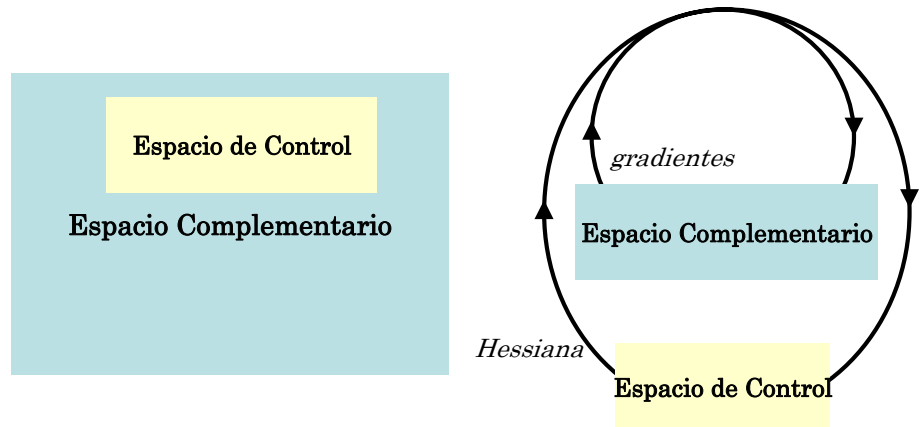 Espacio de Control
Espacio Complementario
gradientes
Espacio Complementario
Hessiana
Espacio de Control